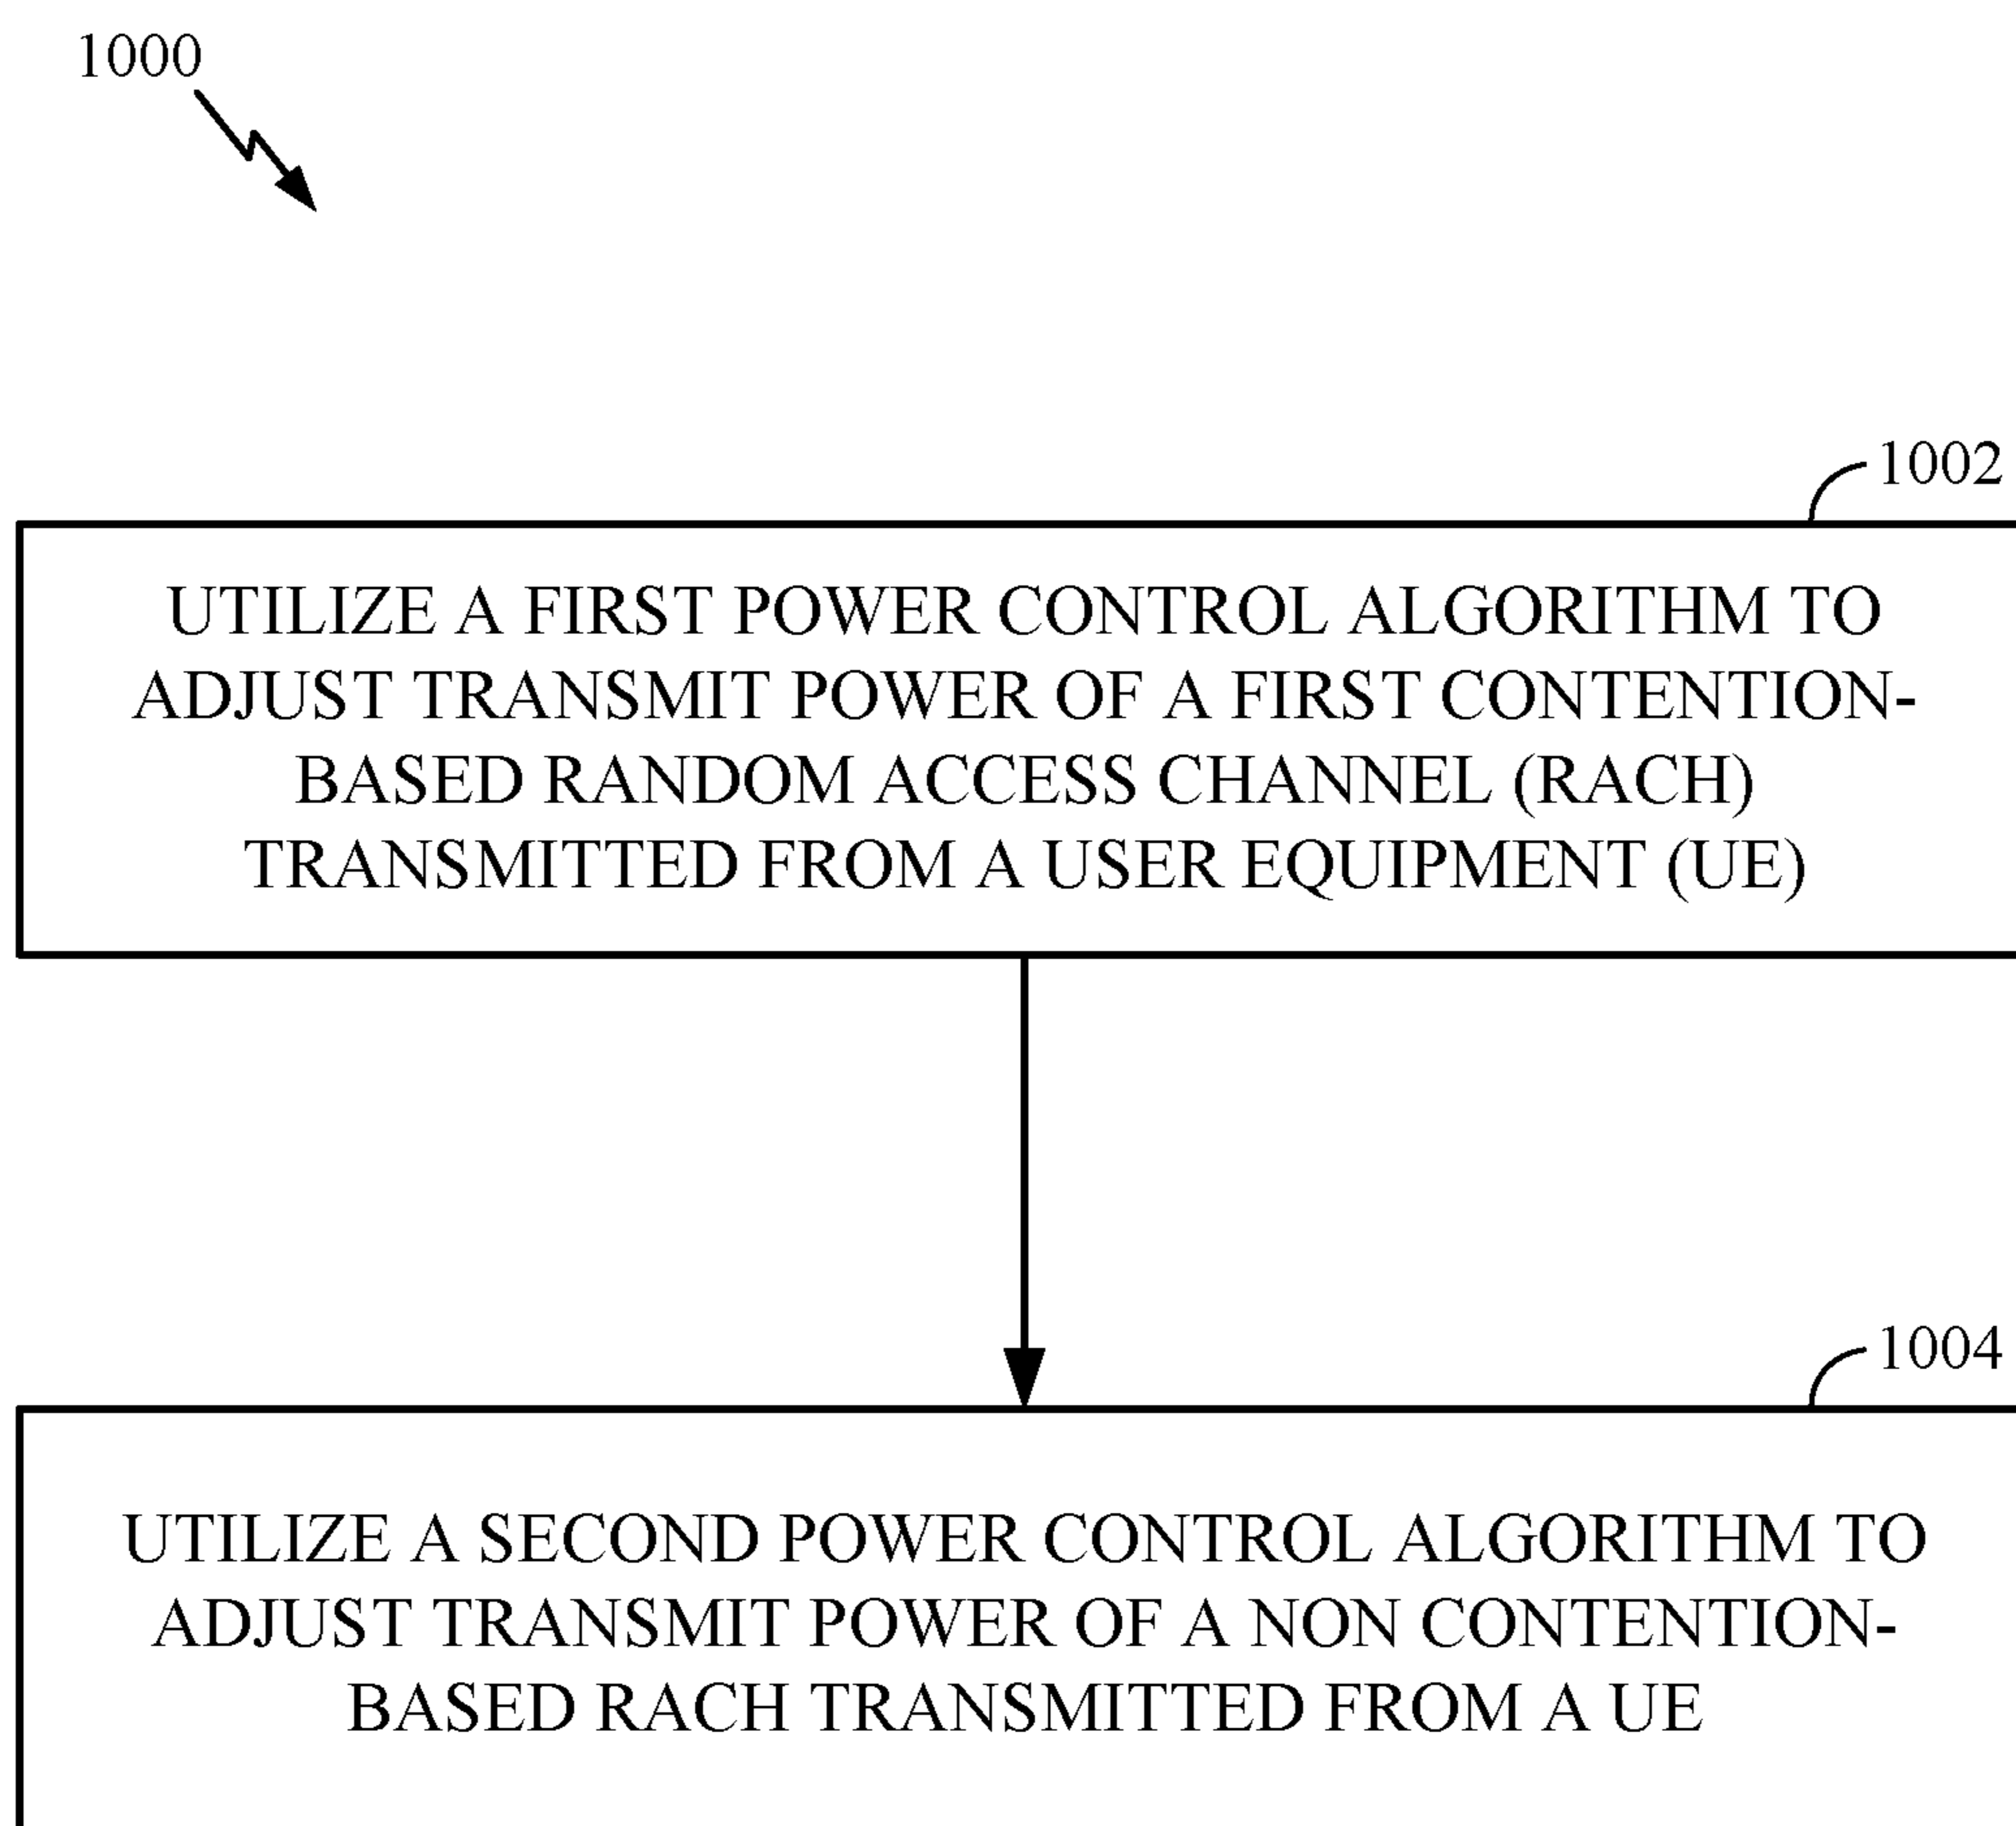 1000
1002
UTILIZE A FIRST POWER CONTROL ALGORITHM TO
ADJUST TRANSMIT POWER OF A FIRST CONTENTION-
BASED RANDOM ACCESS CHANNEL (RACH)
TRANSMITTED FROM A USER EQUIPMENT (UE)
1004
UTILIZE A SECOND POWER CONTROL ALGORITHM TO
ADJUST TRANSMIT POWER OF A NON CONTENTION-
BASED RACH TRANSMITTED FROM A UE